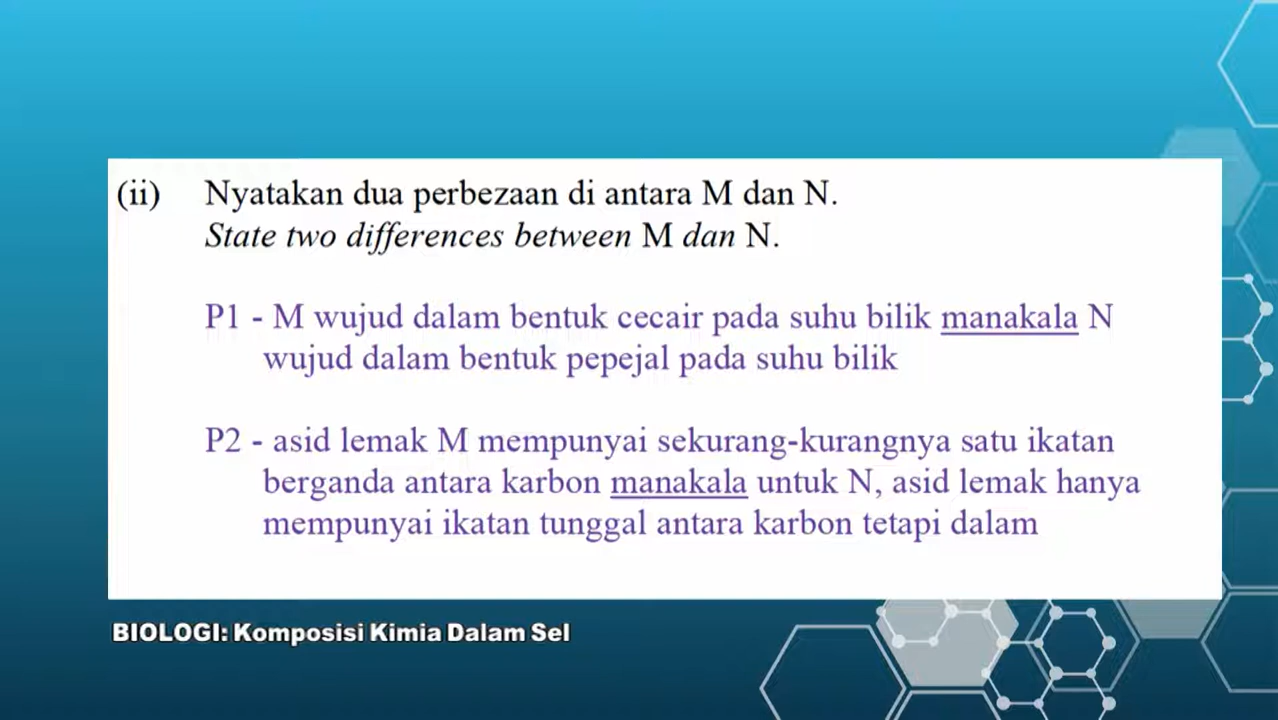 (ii) Nyatakan dua perbezaan di antara M dan N.
State two differences between M dan N.
P1 - M wujud dalam bentuk cecair pada suhu bilik manakala N
wujud dalam bentuk pepejal pada suhu bilik
P2 - asid lemak M mempunyai sekurang-kurangnya satu ikatan
berganda antara karbon manakala untuk N, asid lemak hanya
mempunyai ikatan tunggal antara karbon tetapi dalam
BIOLOGI: Komposisi Kimia Dalam Sel